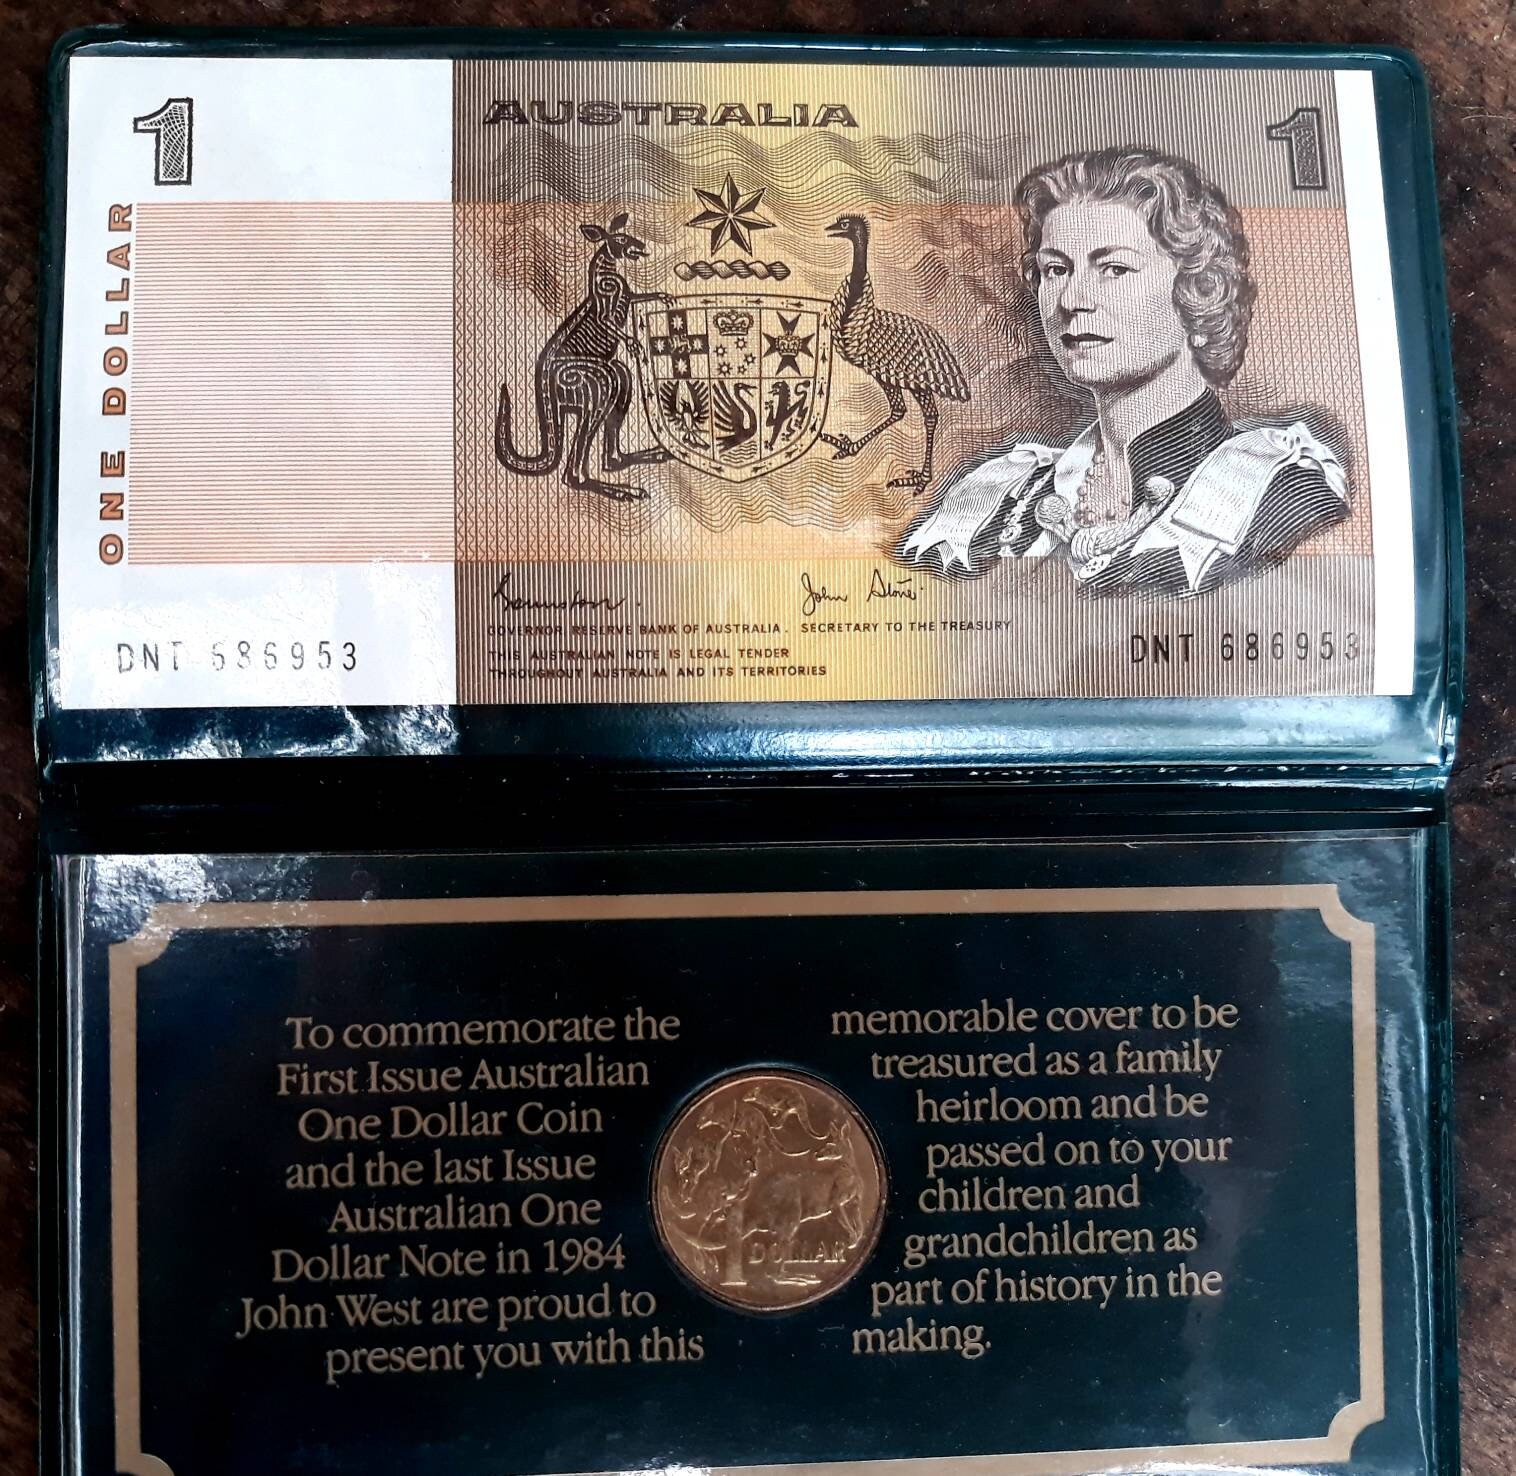 1
AUSTRALIA
1
ONE DOLLAR
John Stone
GOVERNOR RESERVE BANK OF AUSTRALIA. SECRETARY TO THE TREASURY
THIS AUSTRALIAN NOTE IS LEGAL TENDER
THROUGHOUT AUSTRALIA AND ITS TERRITORIES
DNT 686953
DNT 686953
To commemorate the
First Issue Australian
One Dollar Coin
and the last Issue
Australian One
Dollar Note in 1984
John West are proud to
present you with this
1 DOLLAR
memorable cover to be
treasured as a family
heirloom and be
passed on to your
children and
grandchildren as
part of history in the
making.